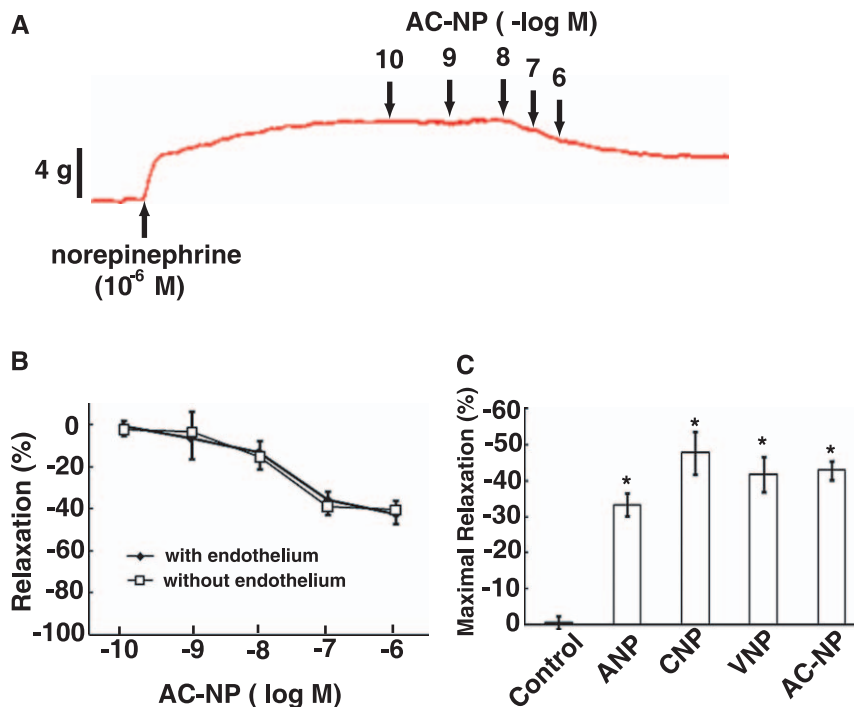 A
AC-NP ( -log M)
10 9 8 7 6
4 g
norepinephrine
(10⁻⁶ M)
B
Relaxation (%)
0
-20
-40
-60
-80
-100
with endothelium
without endothelium
-10 -9 -8 -7 -6
AC-NP ( log M)
C
Maximal Relaxation (%)
-60
-50
-40
-30
-20
-10
0
* * * *
Control ANP CNP VNP AC-NP